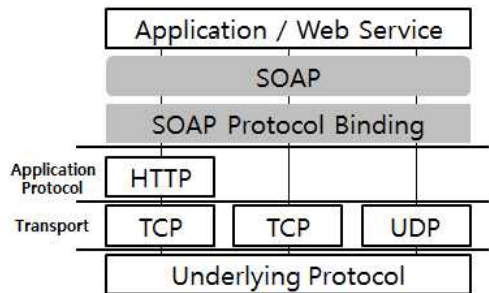 Application / Web Service
SOAP
SOAP Protocol Binding
Application
Protocol
HTTP
Transport
TCP
TCP
UDP
Underlying Protocol